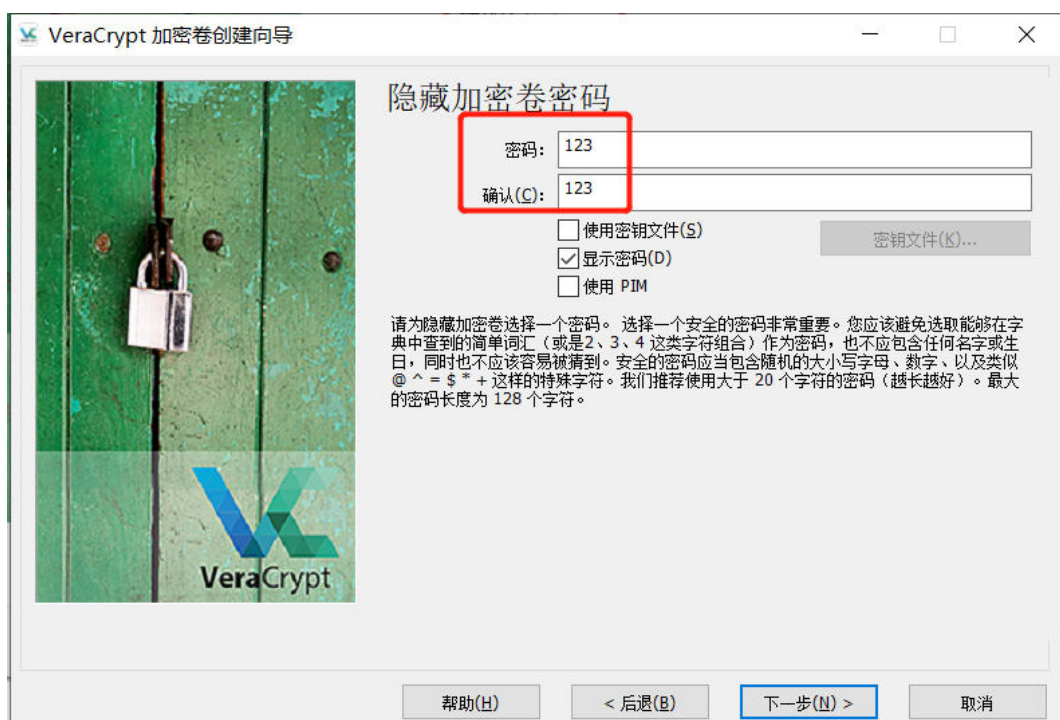 VeraCrypt 加密卷创建向导
隐藏加密卷密码
密码: 123
确认(C): 123
使用密钥文件(S)
密钥文件(K)...
显示密码(D)
使用 PIM
请为隐藏加密卷选择一个密码。 选择一个安全的密码非常重要。您应该避免选取能够在字
典中查到的简单词汇（或是2、3、4 这类字符组合）作为密码，也不应包含任何名字或生
日，同时也不应该容易被猜到。安全的密码应当包含随机的大小写字母、数字、以及类似
@ ^ = $ * + 这样的特殊字符。我们推荐使用大于 20 个字符的密码（越长越好）。最大
的密码长度为 128 个字符。
VeraCrypt
帮助(H)
< 后退(B)
下一步(N) >
取消